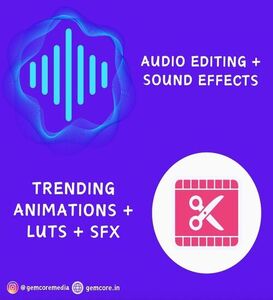 AUDIO EDITING +
SOUND EFFECTS
TRENDING
ANIMATIONS +
LUTS + SFX
@gemcoremedia gemcore.in